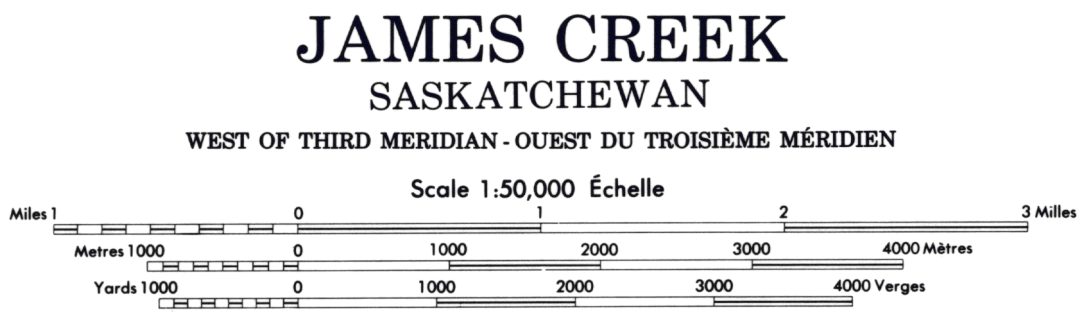 JAMES CREEK
SASKATCHEWAN
WEST OF THIRD MERIDIAN - OUEST DU TROISIÈME MÉRIDIEN
Scale 1:50,000 Échelle
Miles 1 0 1 2 3 Milles
Metres 1000 0 1000 2000 3000 4000 Mètres
Yards 1000 0 1000 2000 3000 4000 Verges